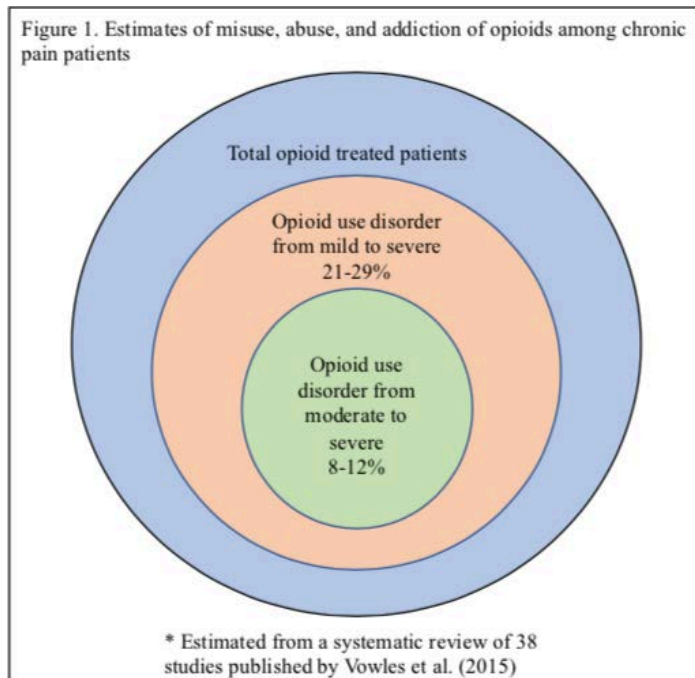 Figure 1. Estimates of misuse, abuse, and addiction of opioids among chronic
pain patients
Total opioid treated patients
Opioid use disorder
from mild to severe
21-29%
Opioid use
disorder from
moderate to
severe
8-12%
* Estimated from a systematic review of 38
studies published by Vowles et al. (2015)